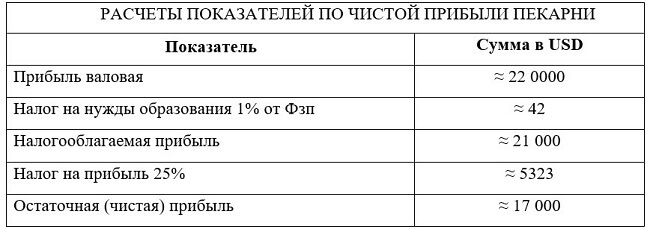 РАСЧЕТЫ ПОКАЗАТЕЛЕЙ ПО ЧИСТОЙ ПРИБЫЛИ ПЕКАРНИ
Показатель Сумма в USD
Прибыль валовая ≈ 22 0000
Налог на нужды образования 1% от Фзп ≈ 42
Налогооблагаемая прибыль ≈ 21 000
Налог на прибыль 25% ≈ 5323
Остаточная (чистая) прибыль ≈ 17 000